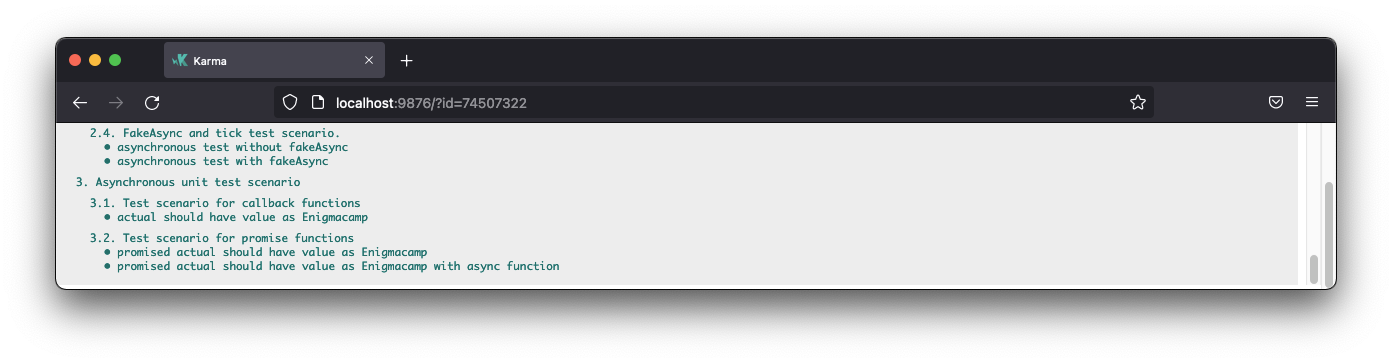 Karma
localhost:9876/?id=74507322
2.4. FakeAsync and tick test scenario.
• asynchronous test without fakeAsync
• asynchronous test with fakeAsync
3. Asynchronous unit test scenario
3.1. Test scenario for callback functions
• actual should have value as Enigmacamp
3.2. Test scenario for promise functions
• promised actual should have value as Enigmacamp
• promised actual should have value as Enigmacamp with async function